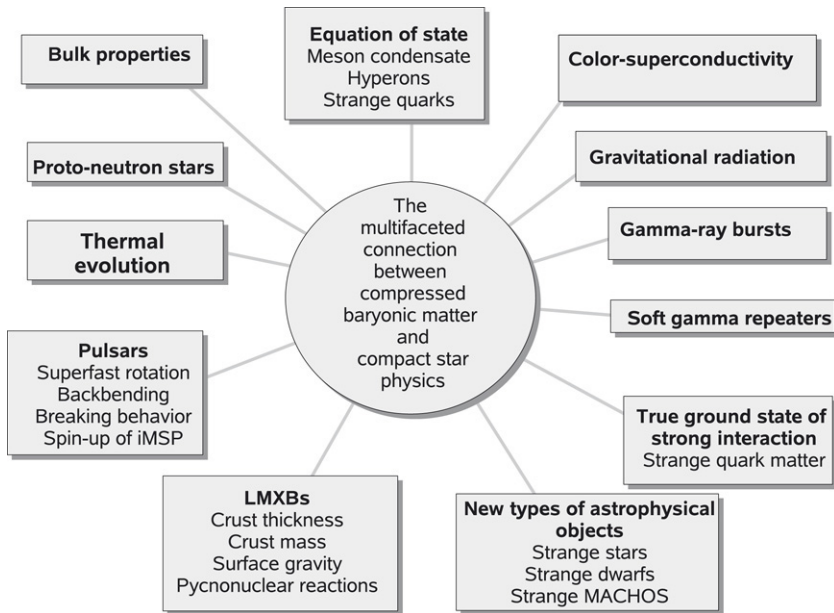 Bulk properties
Equation of state
Meson condensate
Hyperons
Strange quarks
Color-superconductivity
Proto-neutron stars
Gravitational radiation
Thermal
evolution
Gamma-ray bursts
The
multifaceted
connection
between
compressed
baryonic matter
and
compact star
physics
Soft gamma repeaters
Pulsars
Superfast rotation
Backbending
Breaking behavior
Spin-up of iMSP
True ground state of
strong interaction
Strange quark matter
LMXBs
Crust thickness
Crust mass
Surface gravity
Pycnonuclear reactions
New types of astrophysical
objects
Strange stars
Strange dwarfs
Strange MACHOS